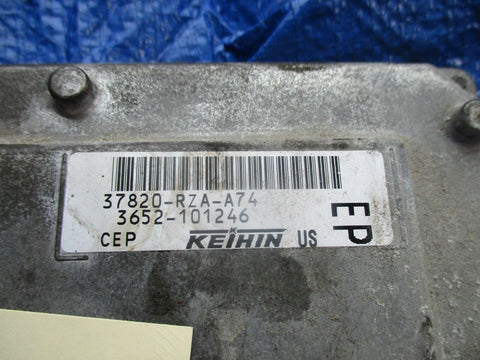 37820-RZA-A74
3652-101246
CEP KEIHIN US
EP